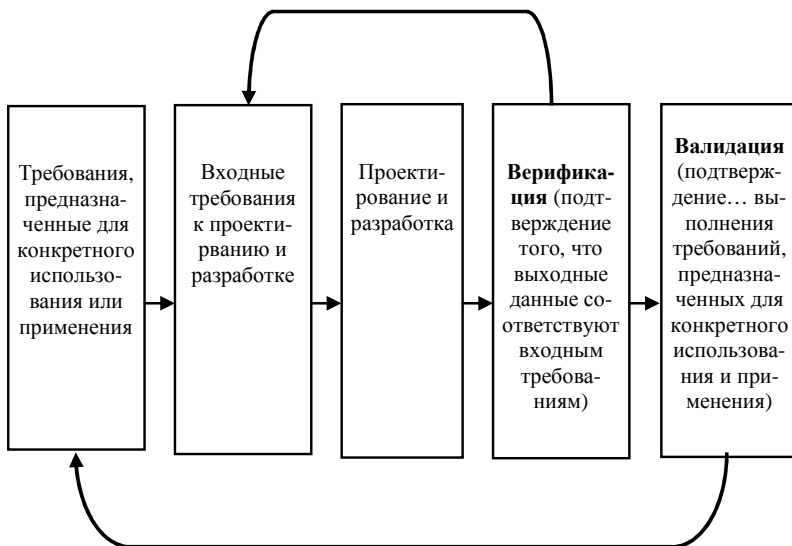 Требования,
предназна-
ченные для
конкретного
использо-
вания или
применения
Входные
требования
к проекти-
рванию и
разработке
Проекти-
рование и
разработка
Верифика-
ция (подт-
верждение
того, что
выходные
данные со-
ответствуют
входным
требова-
ниям)
Валидация
(подтверж-
дение… вы-
полнения
требований,
предназна-
ченных для
конкретного
использова-
ния и при-
менения)